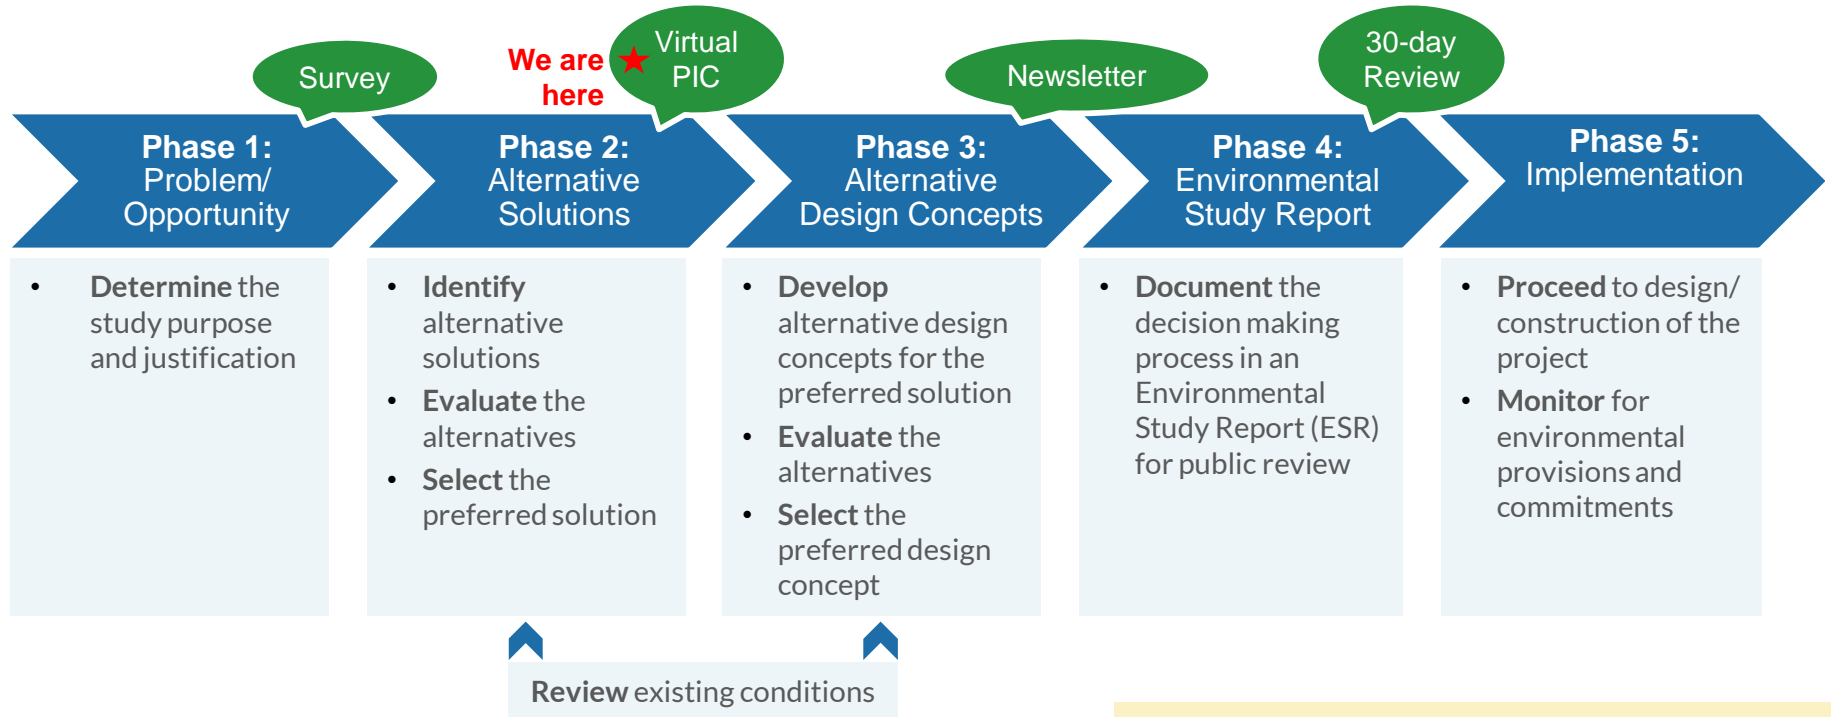 Survey
We are
here
Virtual
PIC
Newsletter
30-day
Review
Phase 1:
Problem/
Opportunity
Phase 2:
Alternative
Solutions
Phase 3:
Alternative
Design Concepts
Phase 4:
Environmental
Study Report
Phase 5:
Implementation
• Determine the
study purpose
and justification
• Identify
alternative
solutions
• Evaluate the
alternatives
• Select the
preferred solution
• Develop
alternative design
concepts for the
preferred solution
• Evaluate the
alternatives
• Select the
preferred design
concept
• Document the
decision making
process in an
Environmental
Study Report (ESR)
for public review
• Proceed to design/
construction of the
project
• Monitor for
environmental
provisions and
commitments
Review existing conditions